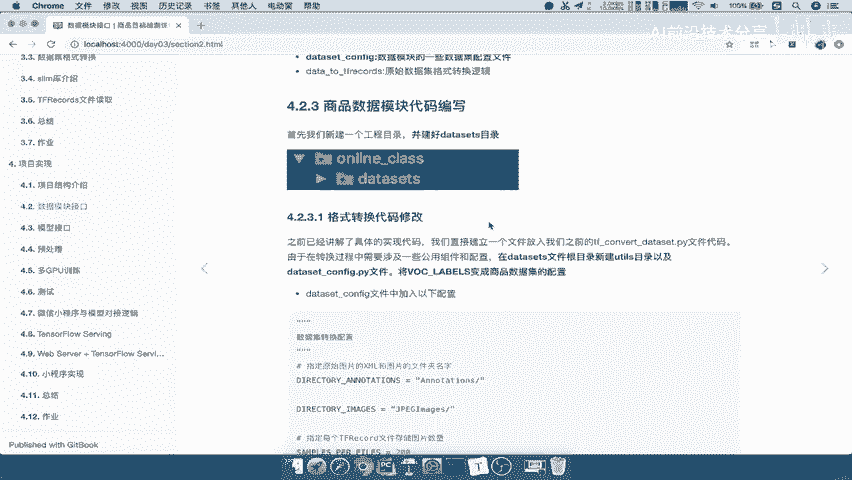 Chrome 文件 修改 视图 历史记录 书签 其他人 电动窗 帮助
105%
数据模块接口 | 商品目标检测
AI前沿技术分享
localhost:4000/day03/section2.html
3.3. 数据集格式转换
3.4. slim库介绍
3.5. TFRecords文件读取
3.6. 总结
3.7. 作业
4. 项目实现
4.1. 项目结构介绍
4.2. 数据模块接口
4.3. 模型接口
4.4. 预处理
4.5. 多GPU训练
4.6. 测试
4.7. 微信小程序与模型对接逻辑
4.8. TensorFlow Serving
4.9. Web Server + TensorFlow Servi...
4.10. 小程序实现
4.11. 总结
4.12. 作业
Published with GitBook
dataset_config:数据模块的一些数据集配置文件
data_to_tfrecords:原始数据集格式转换逻辑
4.2.3 商品数据模块代码编写
首先我们新建一个工程目录，并建好datasets目录
online_class
datasets
4.2.3.1 格式转换代码修改
之前已经讲解了具体的实现代码，我们直接建立一个文件放入我们之前的tf_convert_dataset.py文件代码。
由于在转换过程中需要涉及一些公用组件和配置，在datasets文件根目录新建utils目录以及
dataset_config.py文件。将VOC_LABELS变成商品数据集的配置
dataset_config文件中加入以下配置
"""
数据集转换配置
"""
# 指定原始图片的XML和图片的文件夹名字
DIRECTORY_ANNOTATIONS = "Annotations/"
DIRECTORY_IMAGES = "JPEGImages/"
# 指定每个TFRecord文件存储图片数量
SAMPLES_PER_FILES = 200